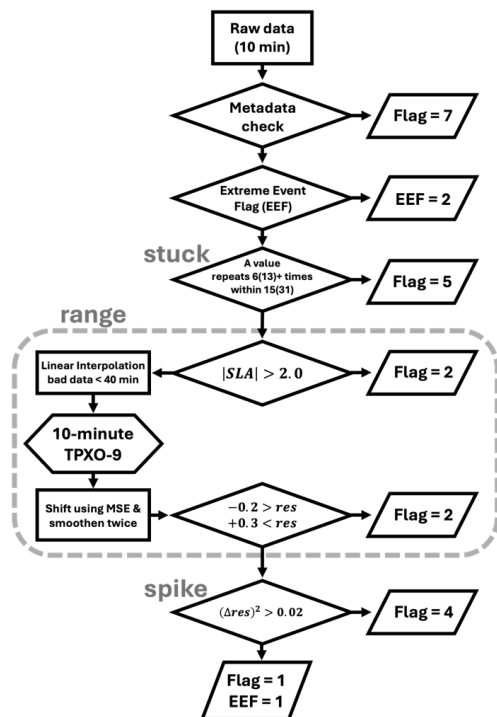 Raw data
(10 min)
Metadata
check
Flag = 7
Extreme Event
Flag (EEF)
EEF = 2
stuck
A value
repeats 6(13)+ times
within 15(31)
Flag = 5
range
Linear Interpolation
bad data < 40 min
|SLA| > 2.0
Flag = 2
10-minute
TPXO-9
Shift using MSE &
smoothen twice
−0.2 > res
+0.3 < res
Flag = 2
spike
(Δres)² > 0.02
Flag = 4
Flag = 1
EEF = 1